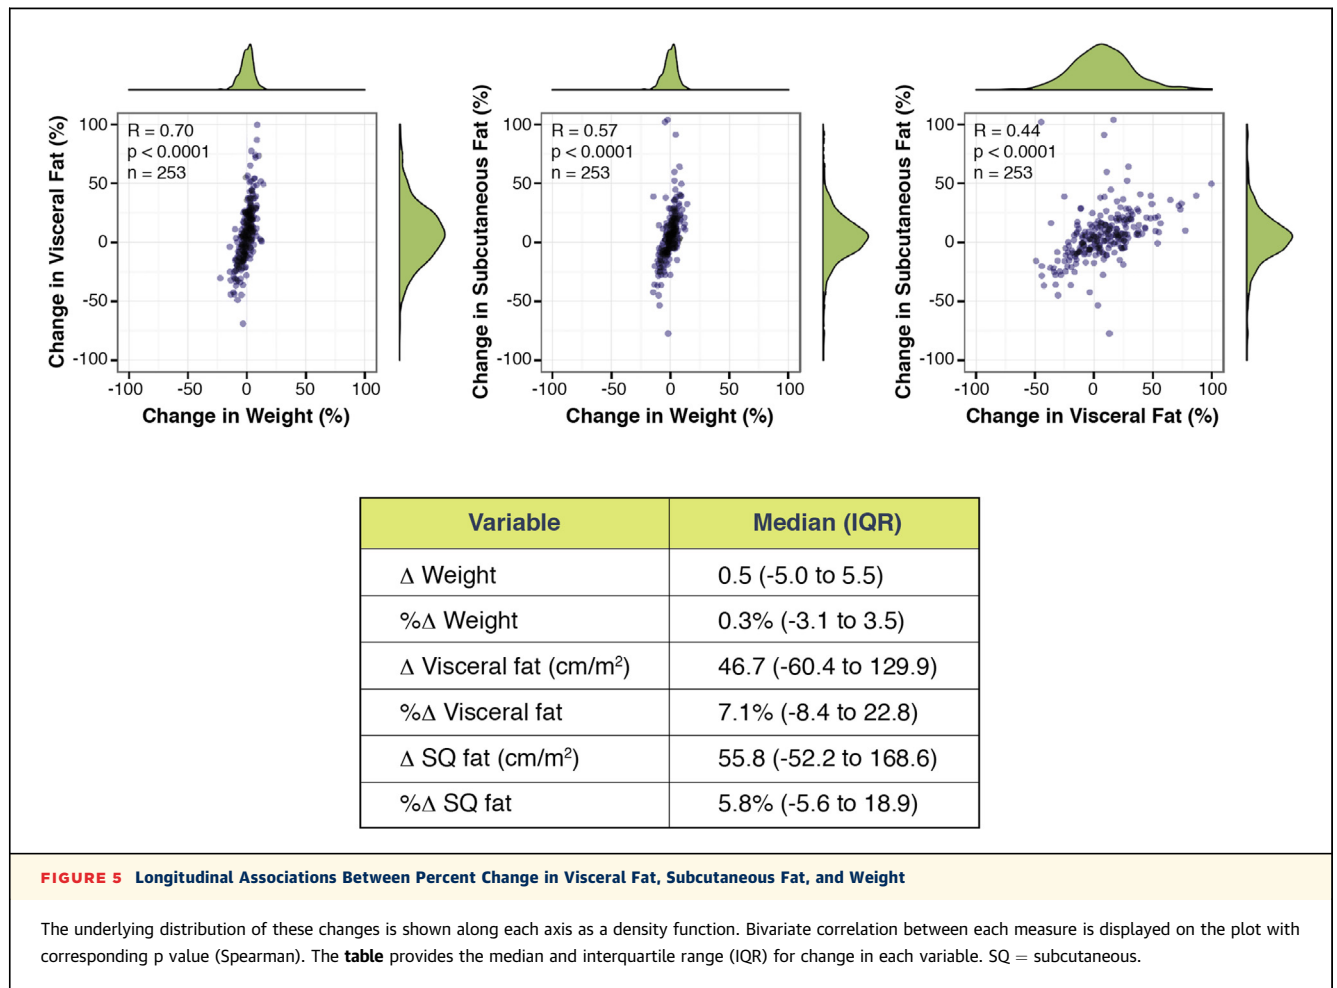 R = 0.70
p < 0.0001
n = 253
Change in Visceral Fat (%)
100
50
0
-50
-100
-100 -50 0 50 100
Change in Weight (%)
R = 0.57
p < 0.0001
n = 253
Change in Subcutaneous Fat (%)
100
50
0
-50
-100
-100 -50 0 50 100
Change in Weight (%)
R = 0.44
p < 0.0001
n = 253
Change in Subcutaneous Fat (%)
100
50
0
-50
-100
-100 -50 0 50 100
Change in Visceral Fat (%)
Variable Median (IQR)
Δ Weight 0.5 (-5.0 to 5.5)
%Δ Weight 0.3% (-3.1 to 3.5)
Δ Visceral fat (cm/m²) 46.7 (-60.4 to 129.9)
%Δ Visceral fat 7.1% (-8.4 to 22.8)
Δ SQ fat (cm/m²) 55.8 (-52.2 to 168.6)
%Δ SQ fat 5.8% (-5.6 to 18.9)
FIGURE 5 Longitudinal Associations Between Percent Change in Visceral Fat, Subcutaneous Fat, and Weight
The underlying distribution of these changes is shown along each axis as a density function. Bivariate correlation between each measure is displayed on the plot with
corresponding p value (Spearman). The table provides the median and interquartile range (IQR) for change in each variable. SQ = subcutaneous.